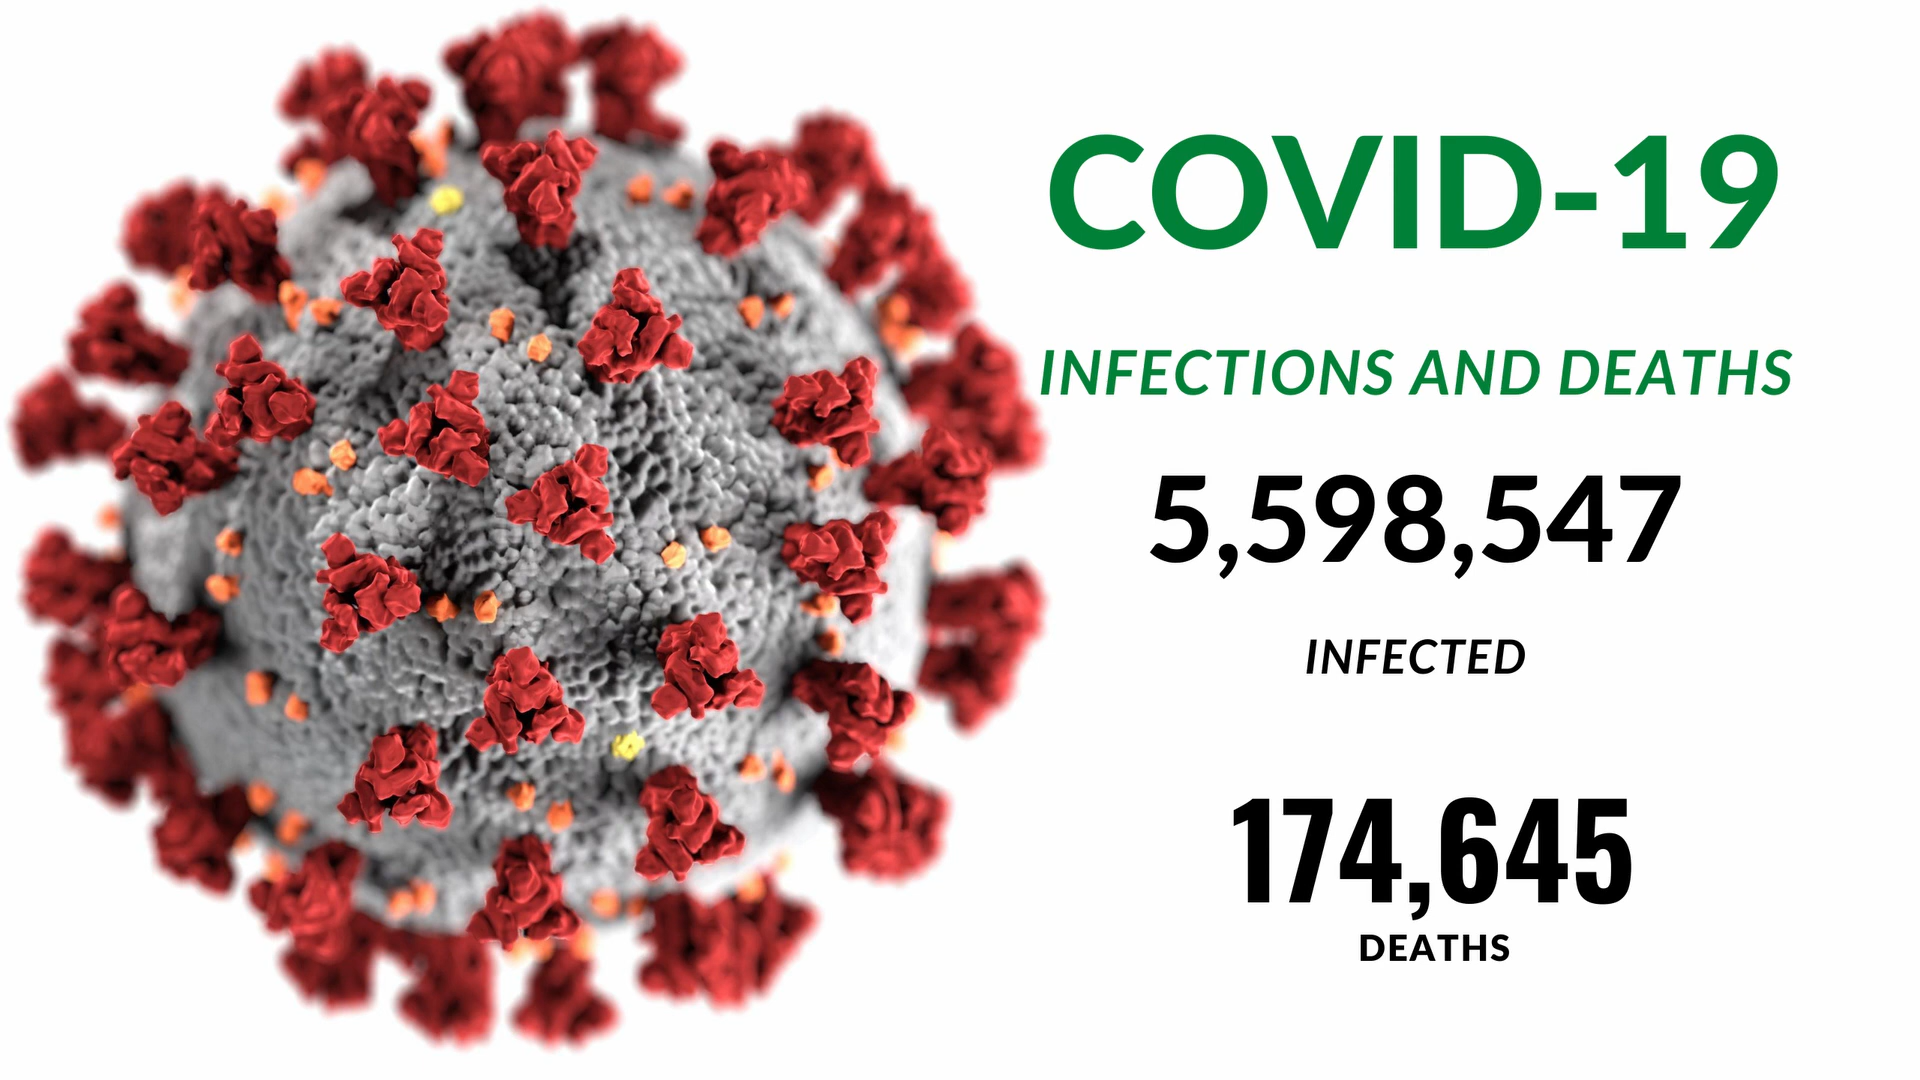 COVID-19
INFECTIONS AND DEATHS
5,598,547
INFECTED
174,645
DEATHS